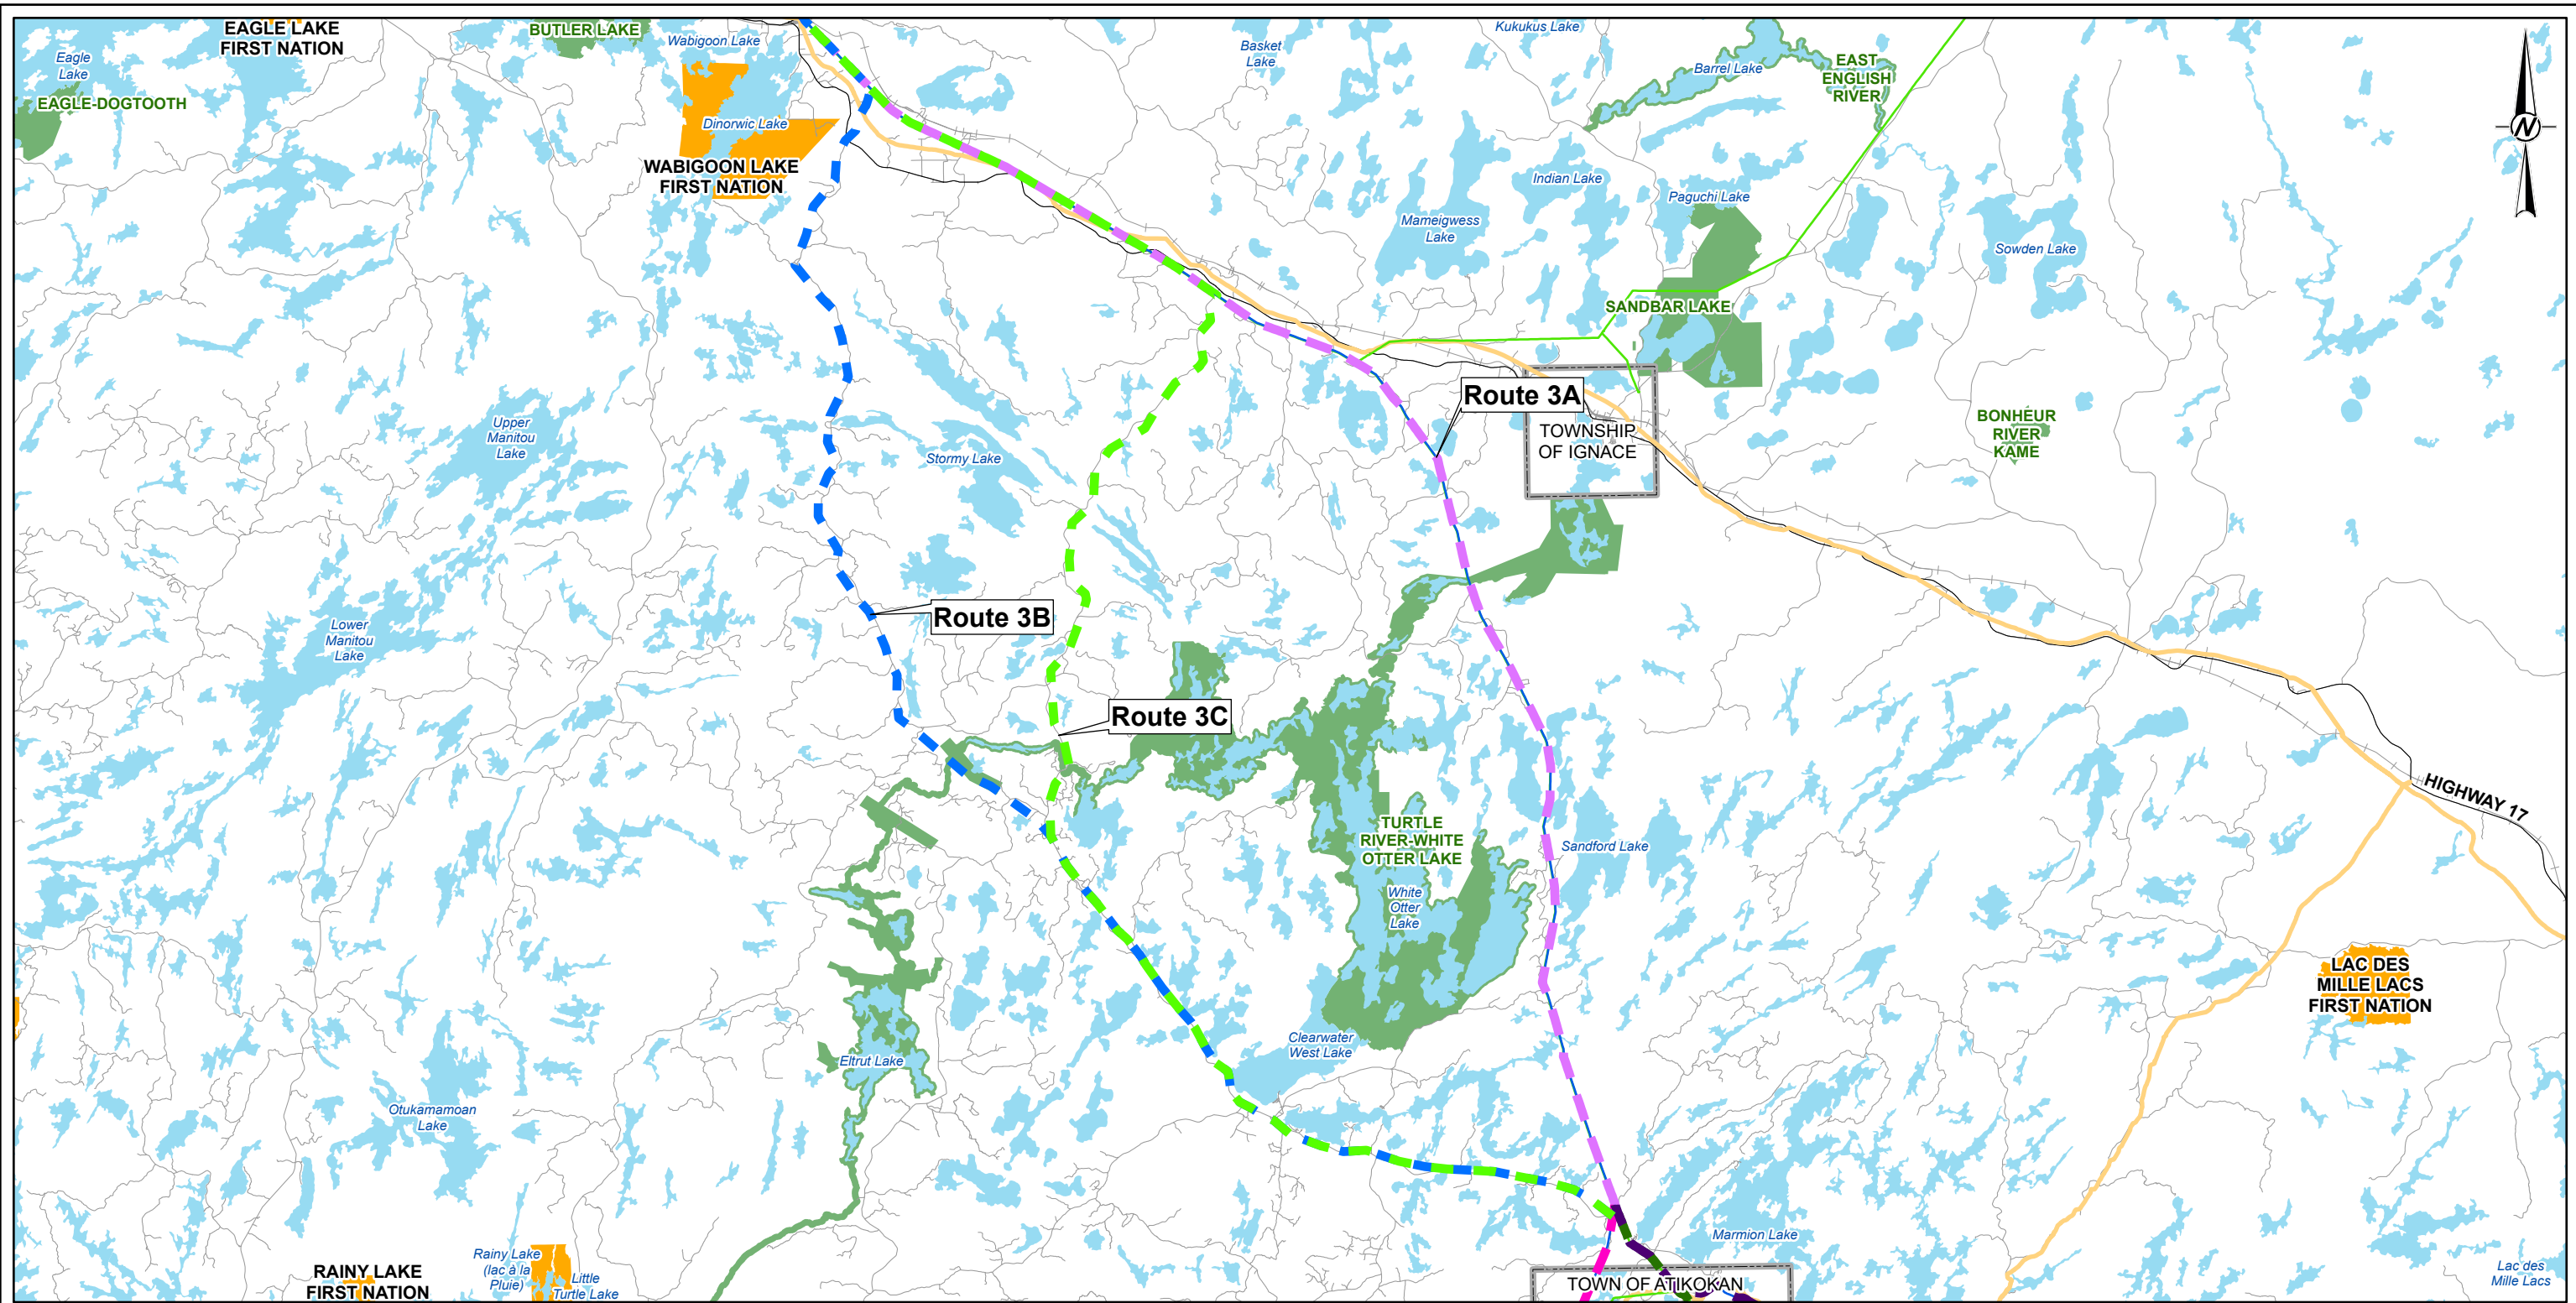 EAGLE LAKE
FIRST NATION
BUTLER LAKE
Wabigoon Lake
Eagle
Lake
EAGLE-DOGTOOTH
Dinorwic Lake
WABIGOON LAKE
FIRST NATION
Basket
Lake
Kukukus Lake
Barrel Lake
EAST
ENGLISH
RIVER
N
Indian Lake
Paguchi Lake
Mameigwess
Lake
Sowden Lake
SANDBAR LAKE
Route 3A
TOWNSHIP
OF IGNACE
BONHEUR
RIVER
KAME
Upper
Manitou
Lake
Stormy Lake
Lower
Manitou
Lake
Route 3B
Route 3C
HIGHWAY 17
TURTLE
RIVER-WHITE
OTTER LAKE
Sandford Lake
White
Otter
Lake
LAC DES
MILLE LACS
FIRST NATION
Clearwater
West Lake
Eltrut Lake
Otukamamoan
Lake
Marmion Lake
Rainy Lake
(lac à la
Pluie)
Little
Turtle Lake
RAINY LAKE
FIRST NATION
TOWN OF ATIKOKAN
Lac des
Mille Lacs